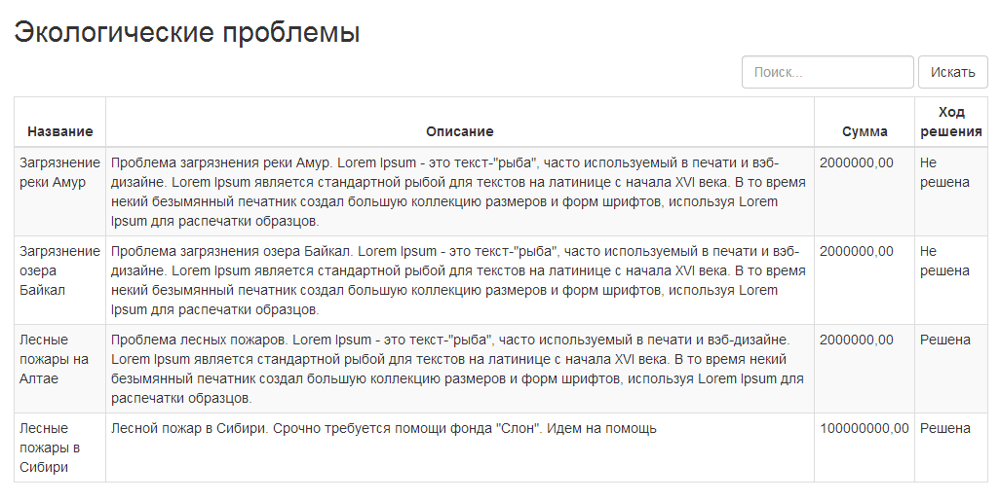 Экологические проблемы
Поиск...
Искать
Название
Описание
Сумма
Ход
решения
Загрязнение
реки Амур
Проблема загрязнения реки Амур. Lorem Ipsum - это текст-"рыба", часто используемый в печати и вэб-
дизайне. Lorem Ipsum является стандартной рыбой для текстов на латинице с начала XVI века. В то время
некий безымянный печатник создал большую коллекцию размеров и форм шрифтов, используя Lorem
Ipsum для распечатки образцов.
2000000,00
Не
решена
Загрязнение
озера
Байкал
Проблема загрязнения озера Байкал. Lorem Ipsum - это текст-"рыба", часто используемый в печати и вэб-
дизайне. Lorem Ipsum является стандартной рыбой для текстов на латинице с начала XVI века. В то время
некий безымянный печатник создал большую коллекцию размеров и форм шрифтов, используя Lorem
Ipsum для распечатки образцов.
2000000,00
Не
решена
Лесные
пожары на
Алтае
Проблема лесных пожаров. Lorem Ipsum - это текст-"рыба", часто используемый в печати и вэб-дизайне.
Lorem Ipsum является стандартной рыбой для текстов на латинице с начала XVI века. В то время некий
безымянный печатник создал большую коллекцию размеров и форм шрифтов, используя Lorem Ipsum для
распечатки образцов.
2000000,00
Решена
Лесные
пожары в
Сибири
Лесной пожар в Сибири. Срочно требуется помощи фонда "Слон". Идем на помощь
100000000,00
Решена